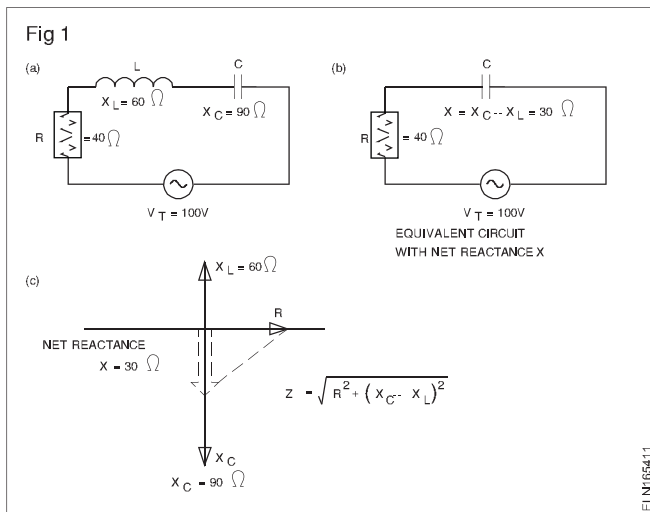 Fig 1
(a)
L
C
X L = 60 Ω
X C = 90 Ω
R
= 40 Ω
V T = 100V
(b)
C
X = X C -- X L = 30 Ω
R
= 40 Ω
V T = 100V
EQUIVALENT CIRCUIT
WITH NET REACTANCE X
(c)
X L = 60 Ω
R
NET REACTANCE
X = 30 Ω
Z = √R² + (X C -- X L)²
X C
X C = 90 Ω
ELN165411